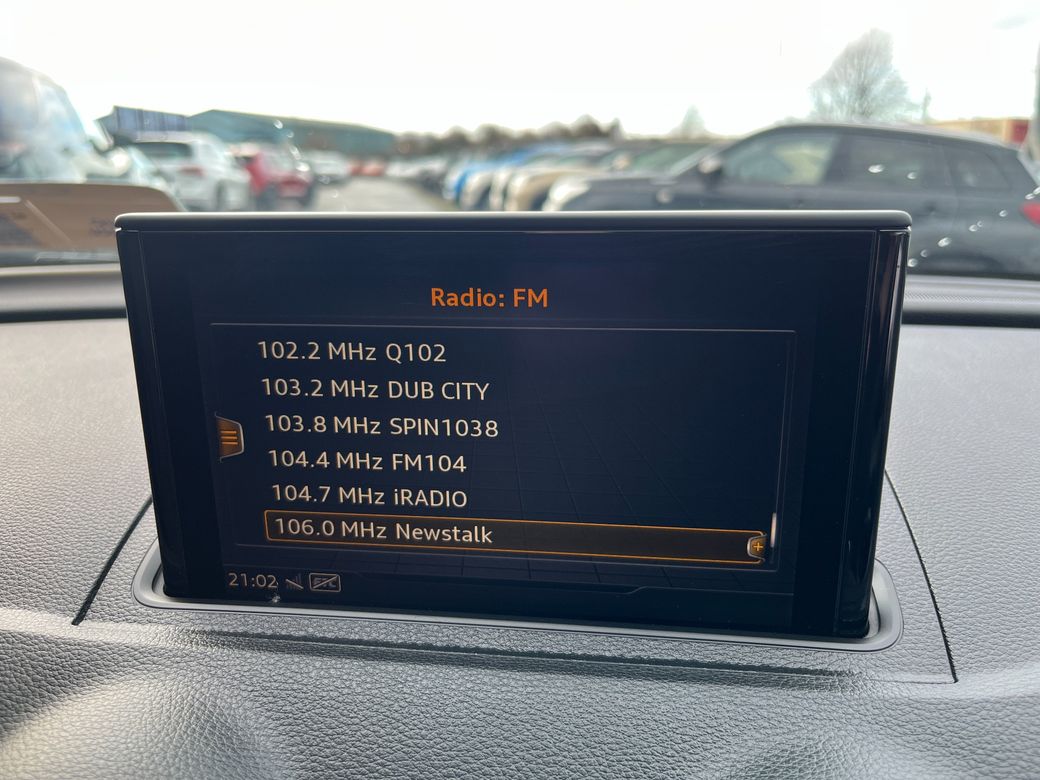 Radio: FM
102.2 MHz Q102
103.2 MHz DUB CITY
103.8 MHz SPIN1038
104.4 MHz FM104
104.7 MHz iRADIO
106.0 MHz Newstalk
21:02 ETC